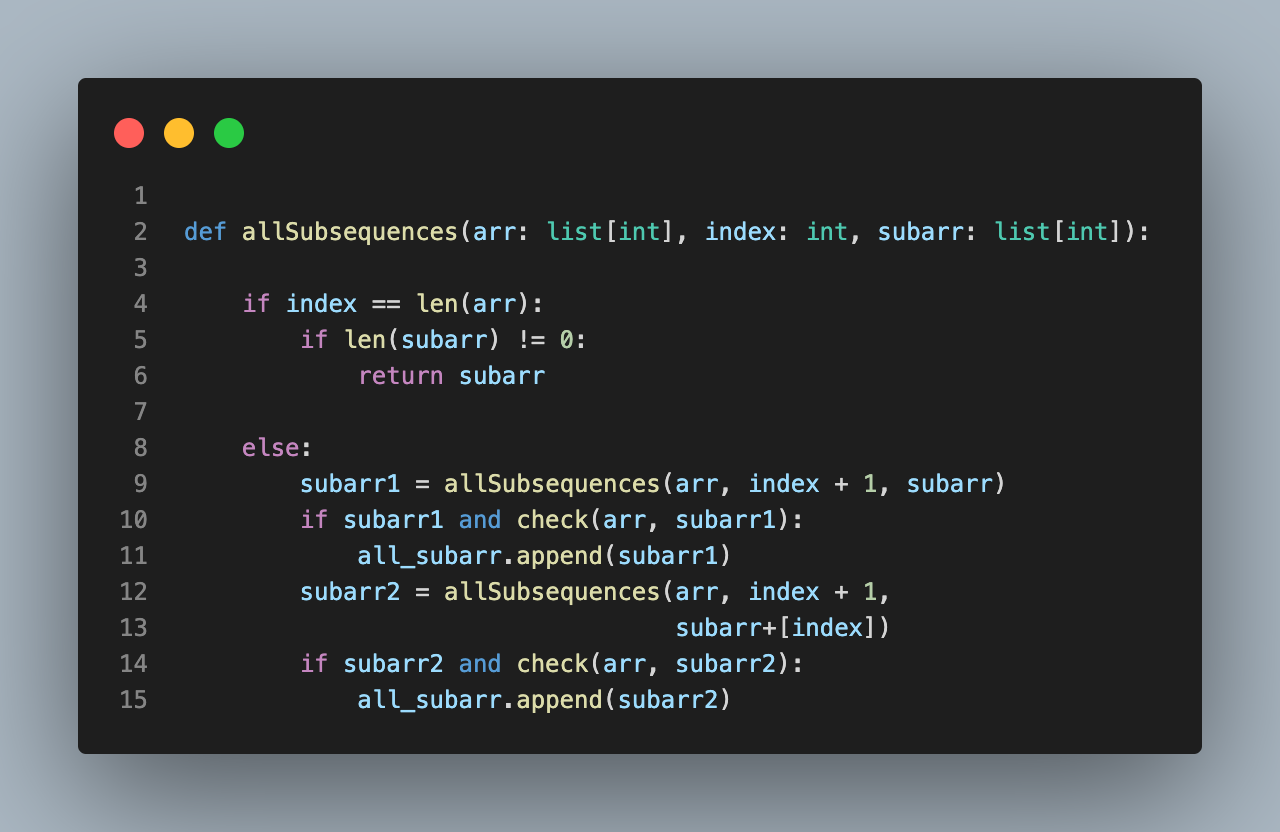 1
2 def allSubsequences(arr: list[int], index: int, subarr: list[int]):
3
4     if index == len(arr):
5         if len(subarr) != 0:
6             return subarr
7
8     else:
9         subarr1 = allSubsequences(arr, index + 1, subarr)
10         if subarr1 and check(arr, subarr1):
11             all_subarr.append(subarr1)
12         subarr2 = allSubsequences(arr, index + 1,
13                                   subarr+[index])
14         if subarr2 and check(arr, subarr2):
15             all_subarr.append(subarr2)